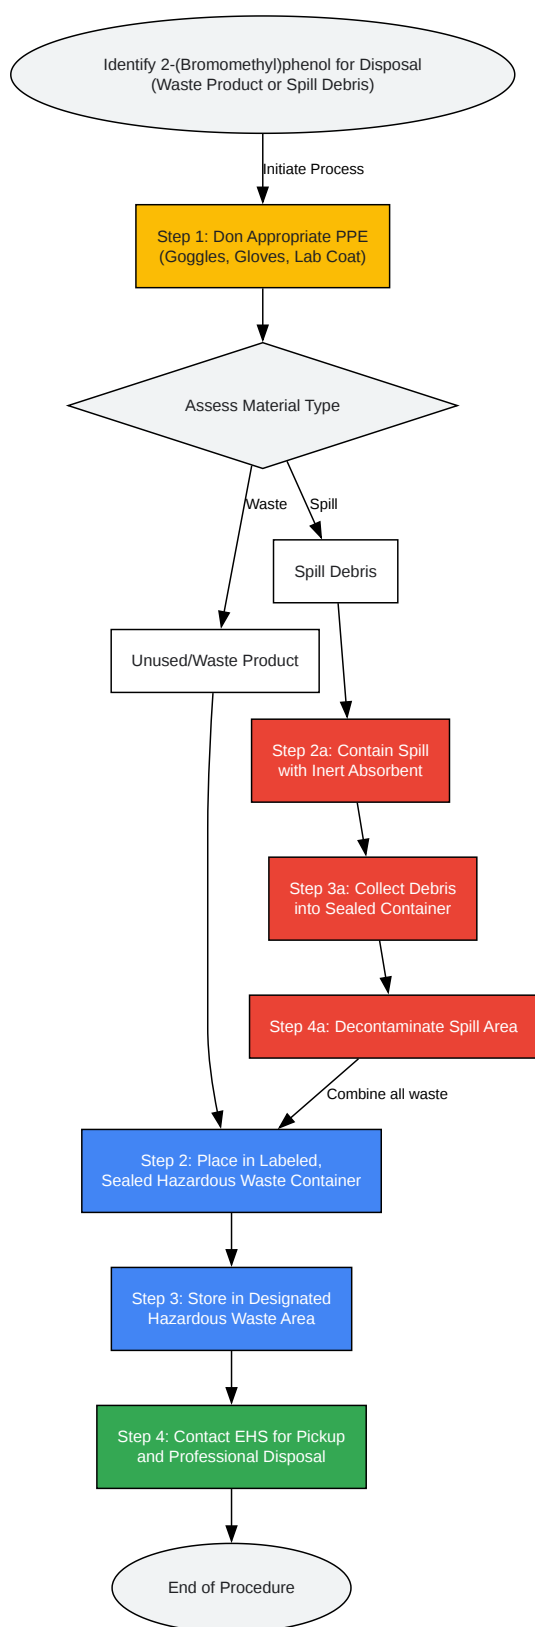 Identify 2-(Bromomethyl)phenol for Disposal
(Waste Product or Spill Debris)
Initiate Process
Step 1: Don Appropriate PPE
(Goggles, Gloves, Lab Coat)
Assess Material Type
Waste
Spill
Spill Debris
Unused/Waste Product
Step 2a: Contain Spill
with Inert Absorbent
Step 3a: Collect Debris
into Sealed Container
Step 4a: Decontaminate Spill Area
Combine all waste
Step 2: Place in Labeled,
Sealed Hazardous Waste Container
Step 3: Store in Designated
Hazardous Waste Area
Step 4: Contact EHS for Pickup
and Professional Disposal
End of Procedure